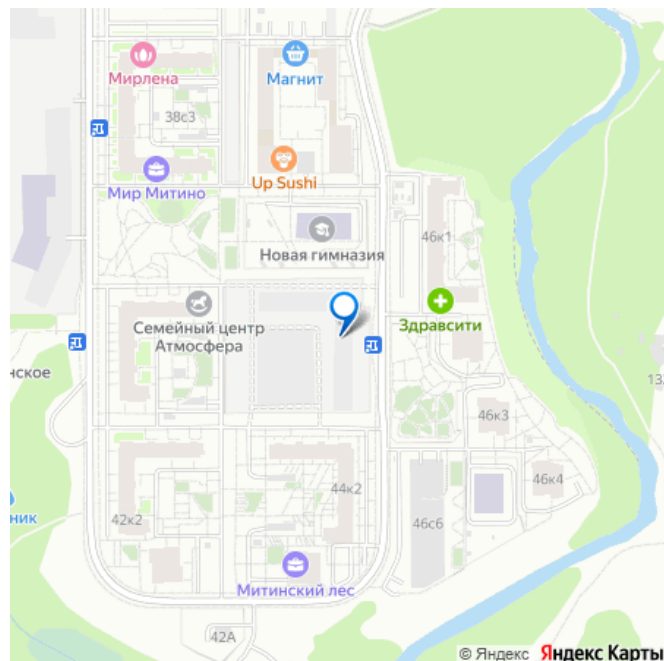 Мирлена
Магнит
38с3
Мир Митино
Up Sushi
Новая гимназия
46к1
Семейный центр
Атмосфера
Здравсити
нское
13
46к3
44к2
46к4
42к2
46с6
ник
Митинский лес
42А
© Яндекс Яндекс Карты